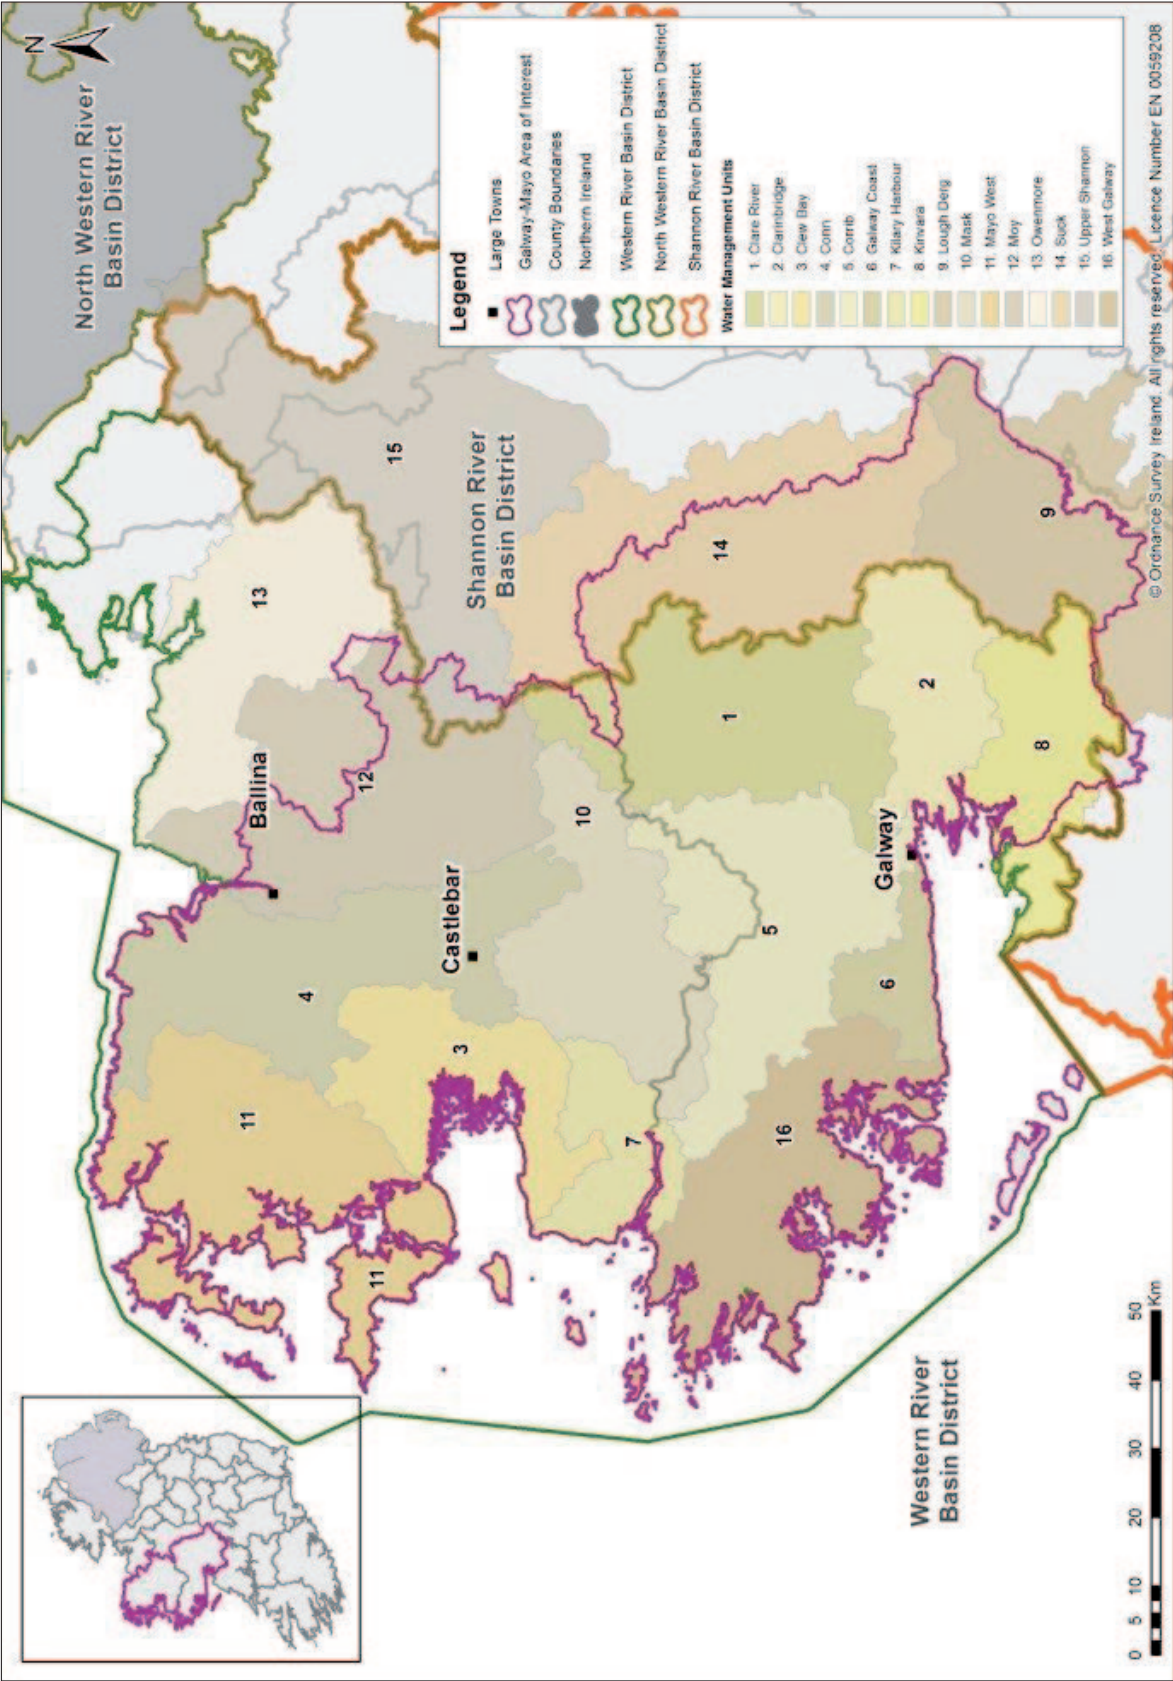 N
North Western River
Basin District
Ballina
Castlebar
Galway
Shannon River
Basin District
Western River
Basin District
1
2
3
4
5
6
7
8
9
10
11
11
12
13
14
15
16
Legend
Large Towns
Galway-Mayo Area of Interest
County Boundaries
Northern Ireland
Western River Basin District
North Western River Basin District
Shannon River Basin District
Water Management Units
1. Clare River
2. Clarinbridge
3. Clew Bay
4. Conn
5. Corrib
6. Galway Coast
7. Kilary Harbour
8. Kinvara
9. Lough Derg
10. Mask
11. Mayo West
12. Moy
13. Owenmore
14. Suck
15. Upper Shannon
16. West Galway
0 5 10 20 30 40 50
Km
© Ordnance Survey Ireland. All rights reserved. Licence Number EN 0059208